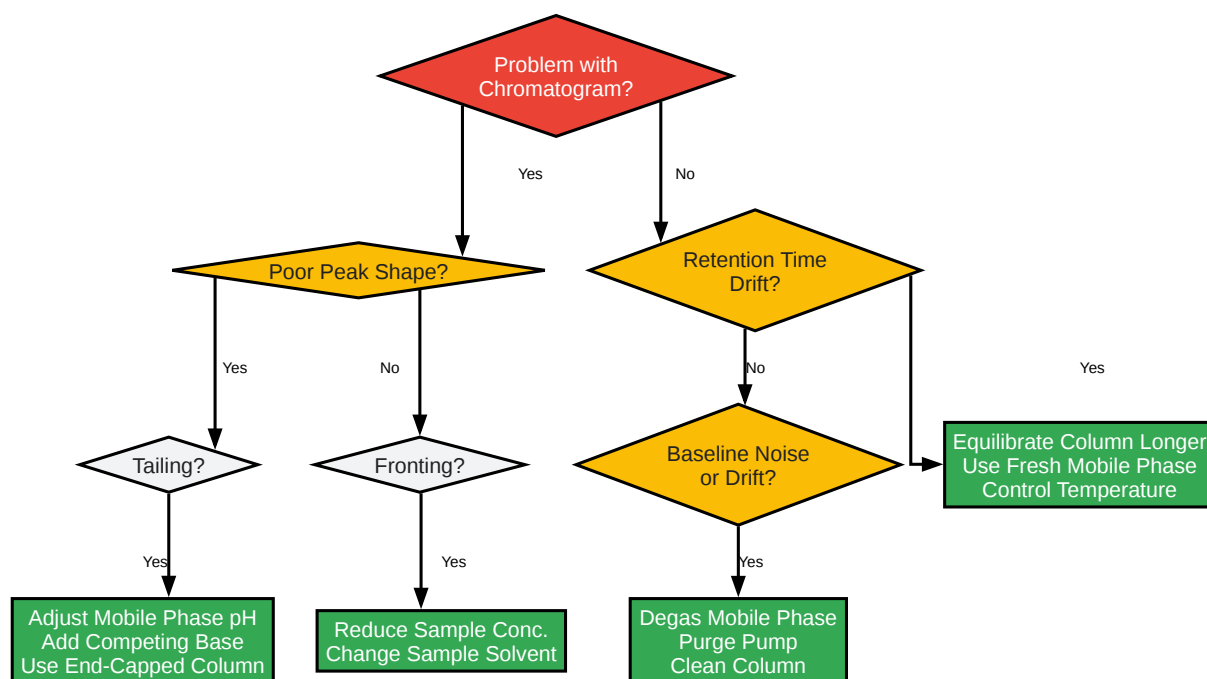 Problem with
Chromatogram?
Yes
No
Poor Peak Shape?
Retention Time
Drift?
Yes
No
No
Yes
Tailing?
Fronting?
Baseline Noise
or Drift?
Equilibrate Column Longer
Use Fresh Mobile Phase
Control Temperature
Yes
Yes
Yes
Adjust Mobile Phase pH
Add Competing Base
Use End-Capped Column
Reduce Sample Conc.
Change Sample Solvent
Degas Mobile Phase
Purge Pump
Clean Column